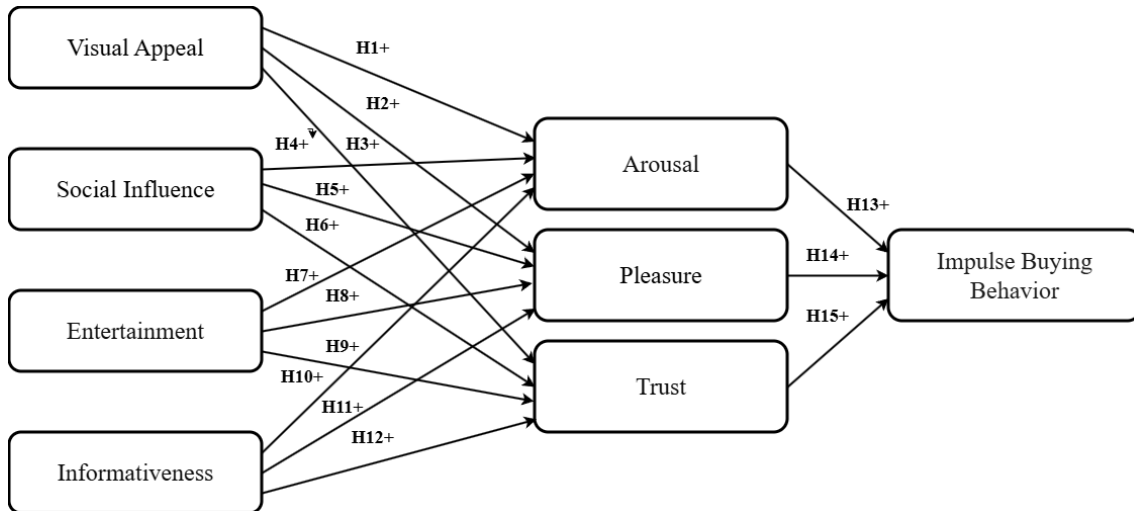 Visual Appeal
H1+
H2+
H4+
H3+
Social Influence
Arousal
H5+
H6+
H13+
H7+
H8+
Pleasure
H14+
Impulse Buying
Behavior
Entertainment
H9+
H15+
H10+
Trust
H11+
H12+
Informativeness